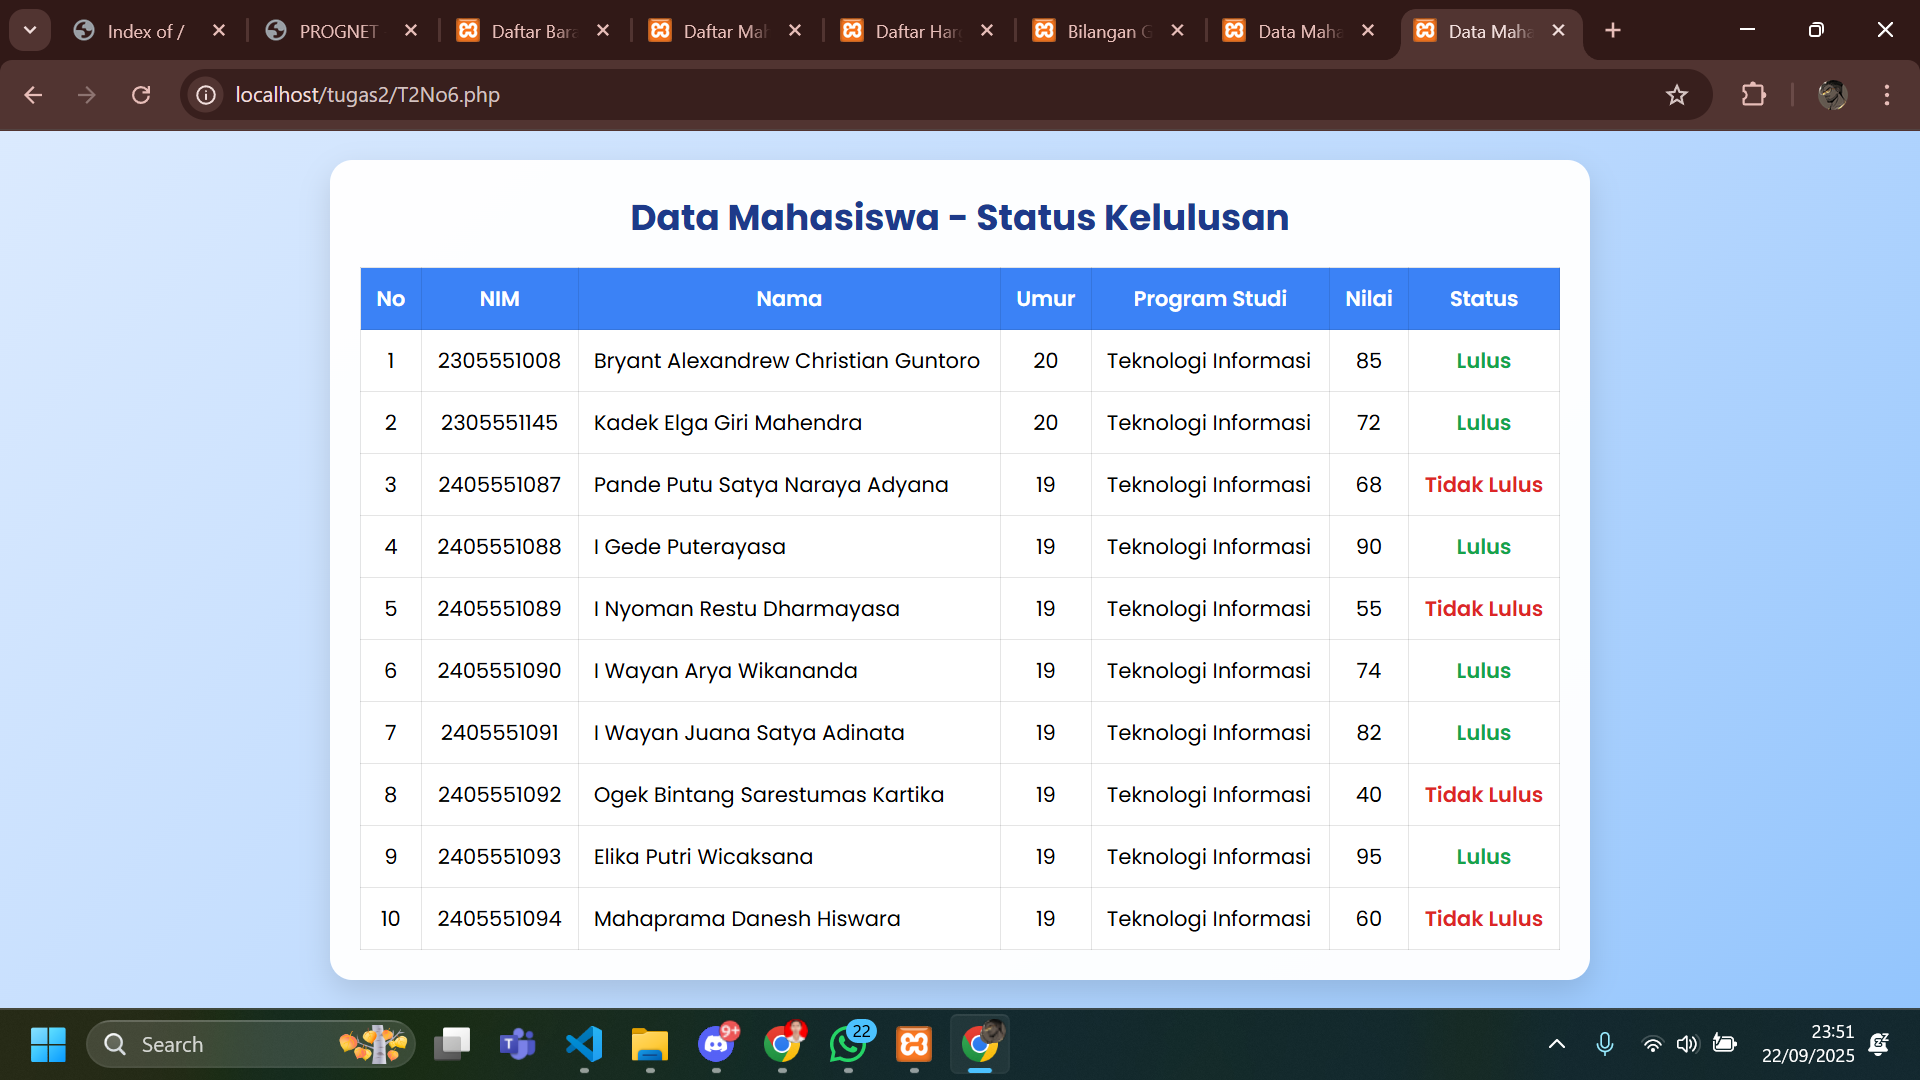 Index of /
PROGNET
Daftar Bara
Daftar Mah
Daftar Harg
Bilangan G
Data Maha
Data Maha
localhost/tugas2/T2No6.php
Data Mahasiswa - Status Kelulusan
No NIM Nama Umur Program Studi Nilai Status
1 2305551008 Bryant Alexandrew Christian Guntoro 20 Teknologi Informasi 85 Lulus
2 2305551145 Kadek Elga Giri Mahendra 20 Teknologi Informasi 72 Lulus
3 2405551087 Pande Putu Satya Naraya Adyana 19 Teknologi Informasi 68 Tidak Lulus
4 2405551088 I Gede Puterayasa 19 Teknologi Informasi 90 Lulus
5 2405551089 I Nyoman Restu Dharmayasa 19 Teknologi Informasi 55 Tidak Lulus
6 2405551090 I Wayan Arya Wikananda 19 Teknologi Informasi 74 Lulus
7 2405551091 I Wayan Juana Satya Adinata 19 Teknologi Informasi 82 Lulus
8 2405551092 Ogek Bintang Sarestumas Kartika 19 Teknologi Informasi 40 Tidak Lulus
9 2405551093 Elika Putri Wicaksana 19 Teknologi Informasi 95 Lulus
10 2405551094 Mahaprama Danesh Hiswara 19 Teknologi Informasi 60 Tidak Lulus
Search
9+
22
23:51
22/09/2025